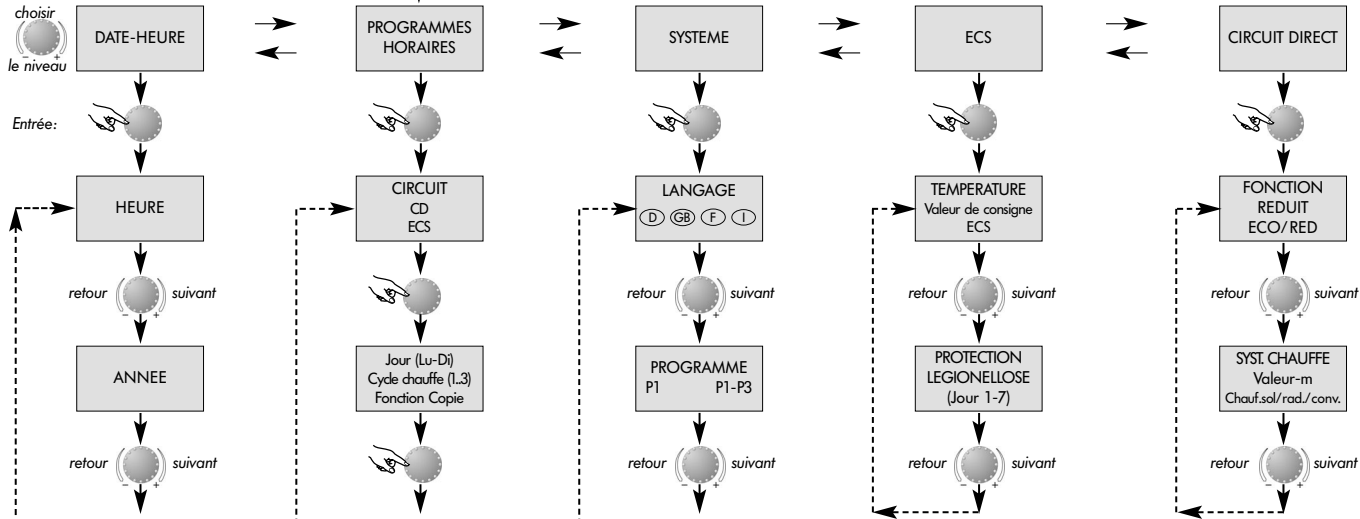 choisir
le niveau
- +
DATE-HEURE
PROGRAMMES
HORAIRES
SYSTEME
ECS
CIRCUIT DIRECT
Entrée:
HEURE
CIRCUIT
CD
ECS
LANGAGE
D GB F I
TEMPERATURE
Valeur de consigne
ECS
FONCTION
REDUIT
ECO/RED
retour - + suivant
retour - + suivant
retour - + suivant
retour - + suivant
ANNEE
Jour (Lu-Di)
Cycle chauffe (1..3)
Fonction Copie
PROGRAMME
P1 P1-P3
PROTECTION
LEGIONELLOSE
(Jour 1-7)
SYST. CHAUFFE
Valeur-m
Chauf.sol/rad./conv.
retour - + suivant
retour - + suivant
retour - + suivant
retour - + suivant